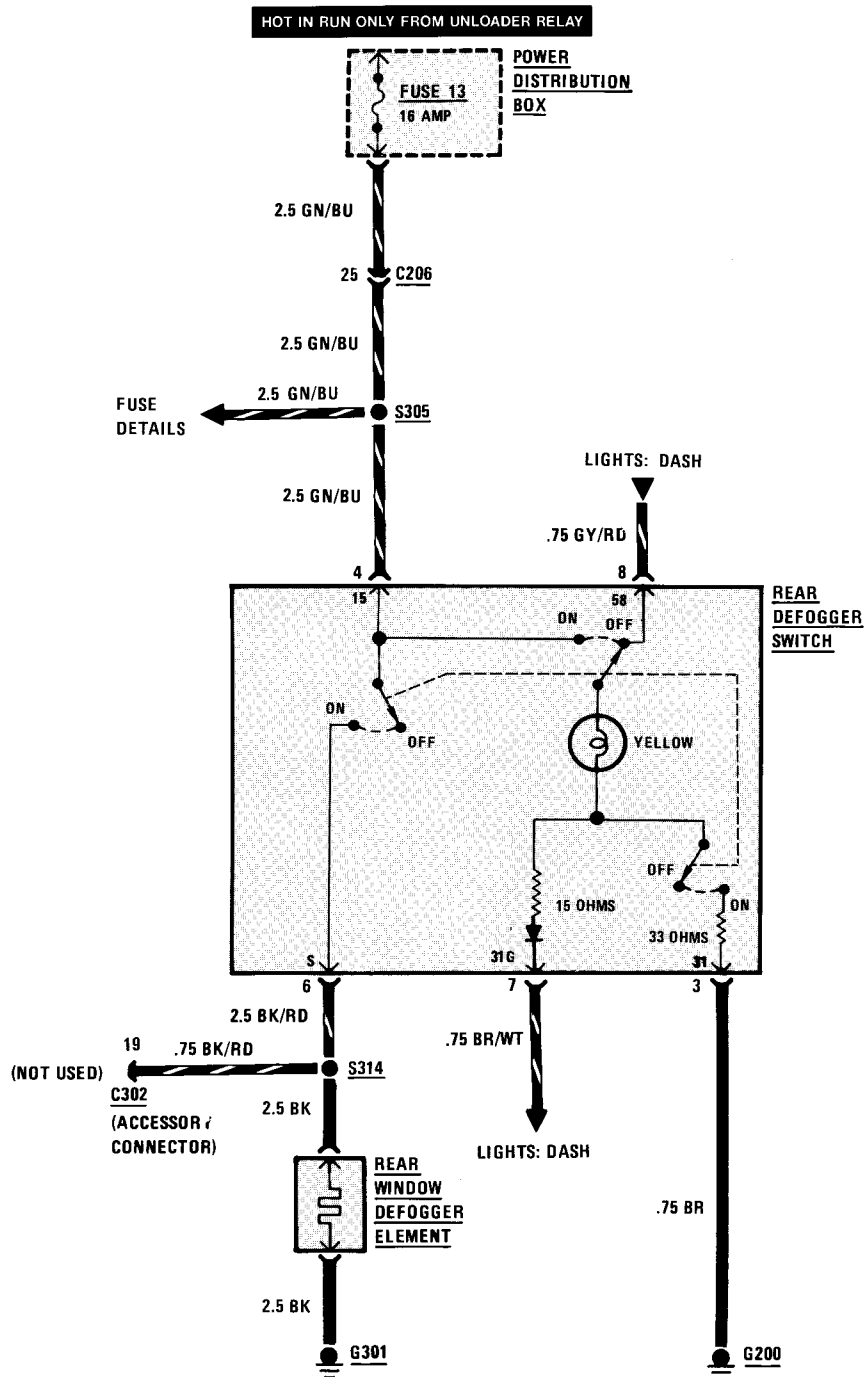 HOT IN RUN ONLY FROM UNLOADER RELAY
POWER
DISTRIBUTION
BOX
FUSE 13
16 AMP
2.5 GN/BU
25
C206
2.5 GN/BU
2.5 GN/BU
FUSE
DETAILS
S305
LIGHTS: DASH
2.5 GN/BU
.75 GY/RD
4
8
15
58
REAR
DEFOGGER
SWITCH
ON
OFF
ON
OFF
YELLOW
OFF
ON
15 OHMS
33 OHMS
S
31G
31
6
7
3
2.5 BK/RD
.75 BR/WT
19
.75 BK/RD
(NOT USED)
S314
C302
2.5 BK
(ACCESSOR
CONNECTOR)
LIGHTS: DASH
REAR
WINDOW
DEFOGGER
ELEMENT
.75 BR
2.5 BK
G301
G200